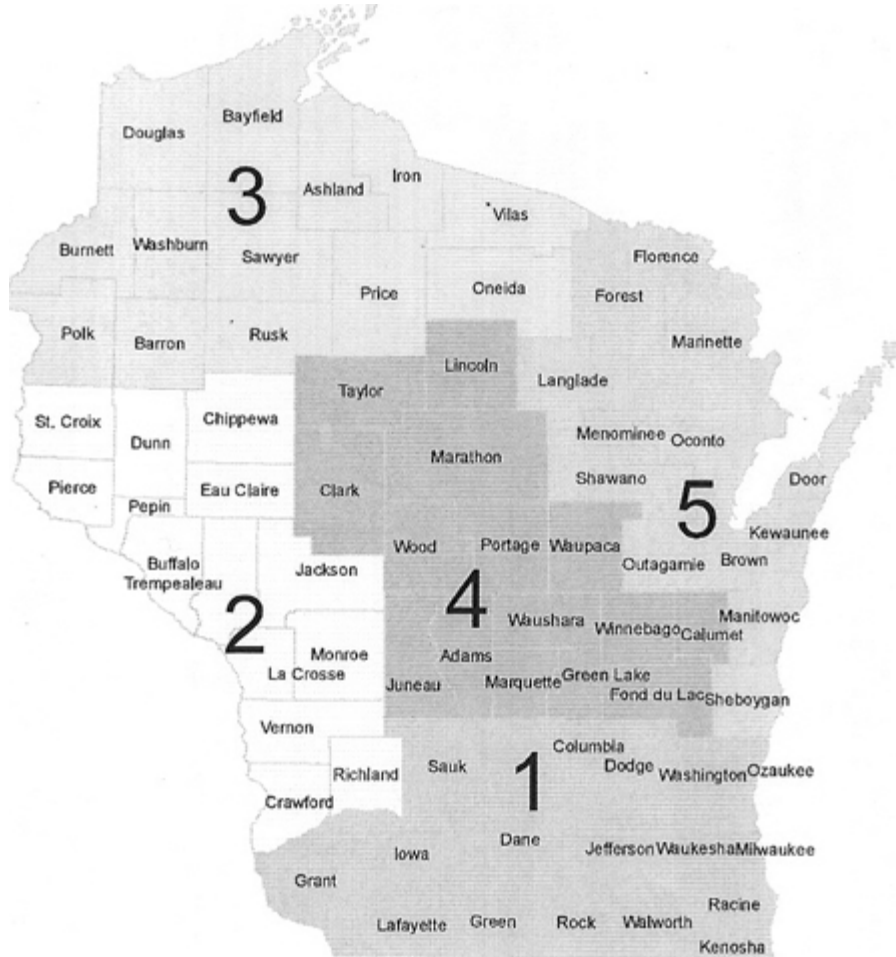 Bayfield
Douglas
3
Ashland
Iron
Vilas
Burnett
Washburn
Sawyer
Florence
Price
Oneida
Forest
Polk
Barron
Rusk
Marinette
Lincoln
Langlade
Taylor
St. Croix
Chippewa
Dunn
Menominee
Oconto
Marathon
Pierce
Eau Claire
Clark
Shawano
Door
Pepin
5
Kewaunee
Wood
Portage
Waupaca
Buffalo
Trempealeau
Jackson
Outagamie
Brown
2
4
Waushara
Winnebago
Calumet
Manitowoc
Monroe
Adams
La Crosse
Juneau
Marquette
Green Lake
Fond du Lac
Sheboygan
Vernon
Columbia
Richland
Sauk
1
Dodge
Washington
Ozaukee
Crawford
Dane
Iowa
Jefferson
Waukesha
Milwaukee
Grant
Lafayette
Green
Rock
Walworth
Racine
Kenosha